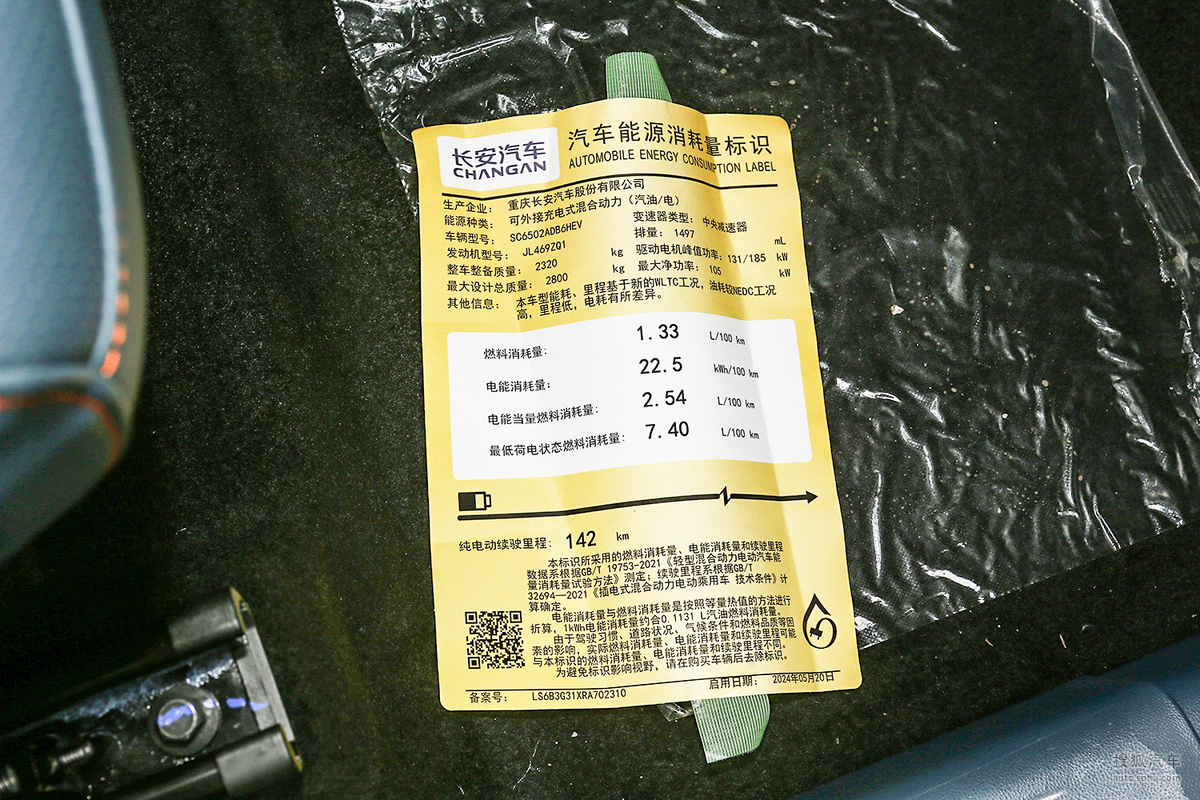 长安汽车
CHANGAN
汽车能源消耗量标识
AUTOMOBILE ENERGY CONSUMPTION LABEL
生产企业： 重庆长安汽车股份有限公司
能源种类： 可外接充电式混合动力（汽油/电）
车辆型号： SC6502ADB6HEV 变速器类型： 中央减速器
发动机型号： JL469ZQ1 排量： 1497 mL
整车整备质量： 2320 kg 驱动电机峰值功率：131/185 kW
最大设计总质量： 2800 kg 最大净功率： 105 kW
其他信息： 本车型能耗、里程基于新的WLTC工况，油耗较NEDC工况
高，里程低，电耗有所差异。
燃料消耗量： 1.33 L/100 km
电能消耗量： 22.5 kWh/100 km
电能当量燃料消耗量： 2.54 L/100 km
最低荷电状态燃料消耗量： 7.40 L/100 km
纯电动续驶里程： 142 km
本标识所采用的燃料消耗量、电能消耗量和续驶里程
数据系根据GB/T 19753-2021《轻型混合动力电动汽车能
量消耗量试验方法》测定；续驶里程系根据GB/T
32694—2021《插电式混合动力电动乘用车 技术条件》计
算确定。
电能消耗量与燃料消耗量是按照等量热值的方法进行
折算，1kWh电能消耗量约合0.1131 L汽油燃料消耗量。
由于驾驶习惯、道路状况、气候条件和燃料品质等因
素的影响，实际燃料消耗量、电能消耗量和续驶里程可能
与本标识的燃料消耗量、电能消耗量和续驶里程不同。
为避免标识影响视野，请在购买车辆后去除标识。
备案号： LS6B3G31XRA702310 启用日期： 2024年05月20日
搜狐汽车
auto.sohu.com